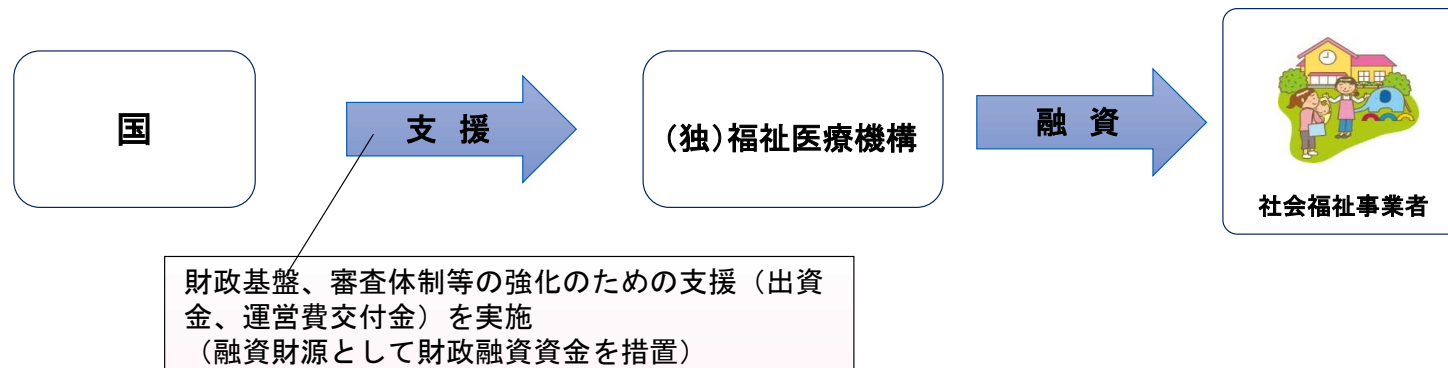 国
支 援
（独）福祉医療機構
融 資
社会福祉事業者
財政基盤、審査体制等の強化のための支援（出資
金、運営費交付金）を実施
（融資財源として財政融資資金を措置）